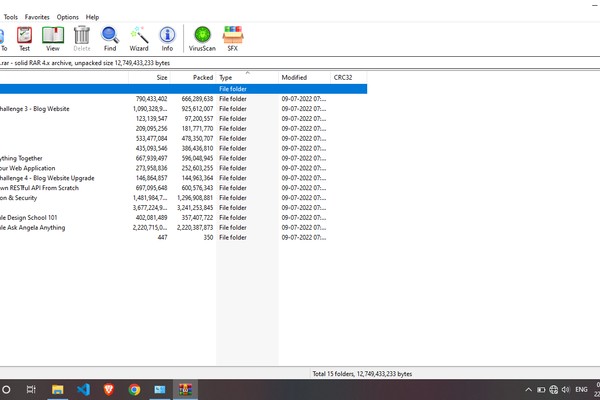 Tools Favorites Options Help
To Test View Delete Find Wizard Info VirusScan SFX
.rar - solid RAR 4.x archive, unpacked size 12,749,433,233 bytes
Size Packed Type Modified CRC32
File folder
790,433,402 666,289,638 File folder 09-07-2022 07:...
hallenge 3 - Blog Website 1,090,328,9... 925,612,007 File folder 09-07-2022 07:...
123,139,547 97,200,557 File folder 09-07-2022 07:...
209,095,256 181,771,770 File folder 09-07-2022 07:...
533,477,084 478,350,707 File folder 09-07-2022 07:...
435,093,546 386,436,810 File folder 09-07-2022 07:...
ything Together 667,939,497 596,048,945 File folder 09-07-2022 07:...
our Web Application 273,958,836 252,603,255 File folder 09-07-2022 07:...
hallenge 4 - Blog Website Upgrade 146,864,857 144,963,364 File folder 09-07-2022 07:...
wn RESTful API From Scratch 697,095,648 600,576,343 File folder 09-07-2022 07:...
on & Security 1,481,984,7... 1,296,908,881 File folder 09-07-2022 07:...
3,677,224,9... 3,241,253,845 File folder 09-07-2022 07:...
le Design School 101 402,081,489 357,407,722 File folder 09-07-2022 07:...
le Ask Angela Anything 2,220,715,0... 2,220,387,873 File folder 09-07-2022 07:...
447 350 File folder 09-07-2022 07:...
Total 15 folders, 12,749,433,233 bytes
ENG
22